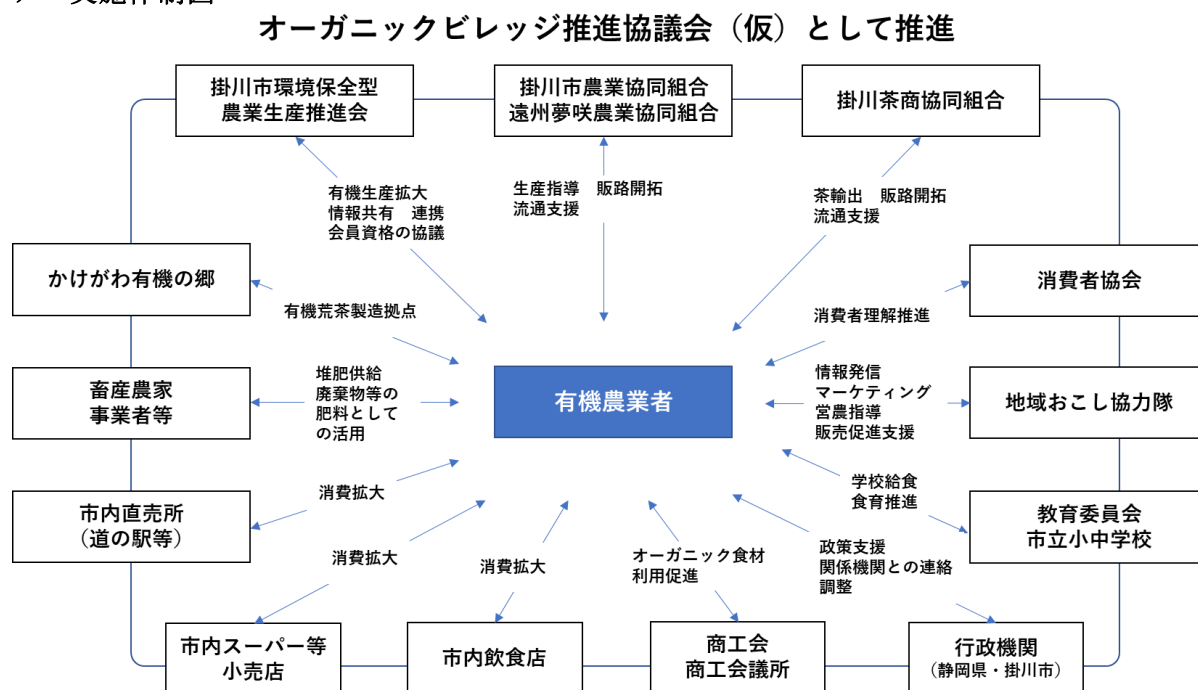 オーガニックビレッジ推進協議会（仮）として推進
掛川市環境保全型
農業生産推進会
掛川市農業協同組合
遠州夢咲農業協同組合
掛川茶商協同組合
有機生産拡大
情報共有　連携
会員資格の協議
生産指導　販路開拓
流通支援
茶輸出　販路開拓
流通支援
かけがわ有機の郷
有機荒茶製造拠点
消費者理解推進
消費者協会
畜産農家
事業者等
堆肥供給
廃棄物等の
肥料として
の活用
有機農業者
情報発信
マーケティング
営農指導
販売促進支援
地域おこし協力隊
市内直売所
（道の駅等）
消費拡大
学校給食
食育推進
教育委員会
市立小中学校
消費拡大
消費拡大
オーガニック食材
利用促進
政策支援
関係機関との連絡
調整
市内スーパー等
小売店
市内飲食店
商工会
商工会議所
行政機関
（静岡県・掛川市）